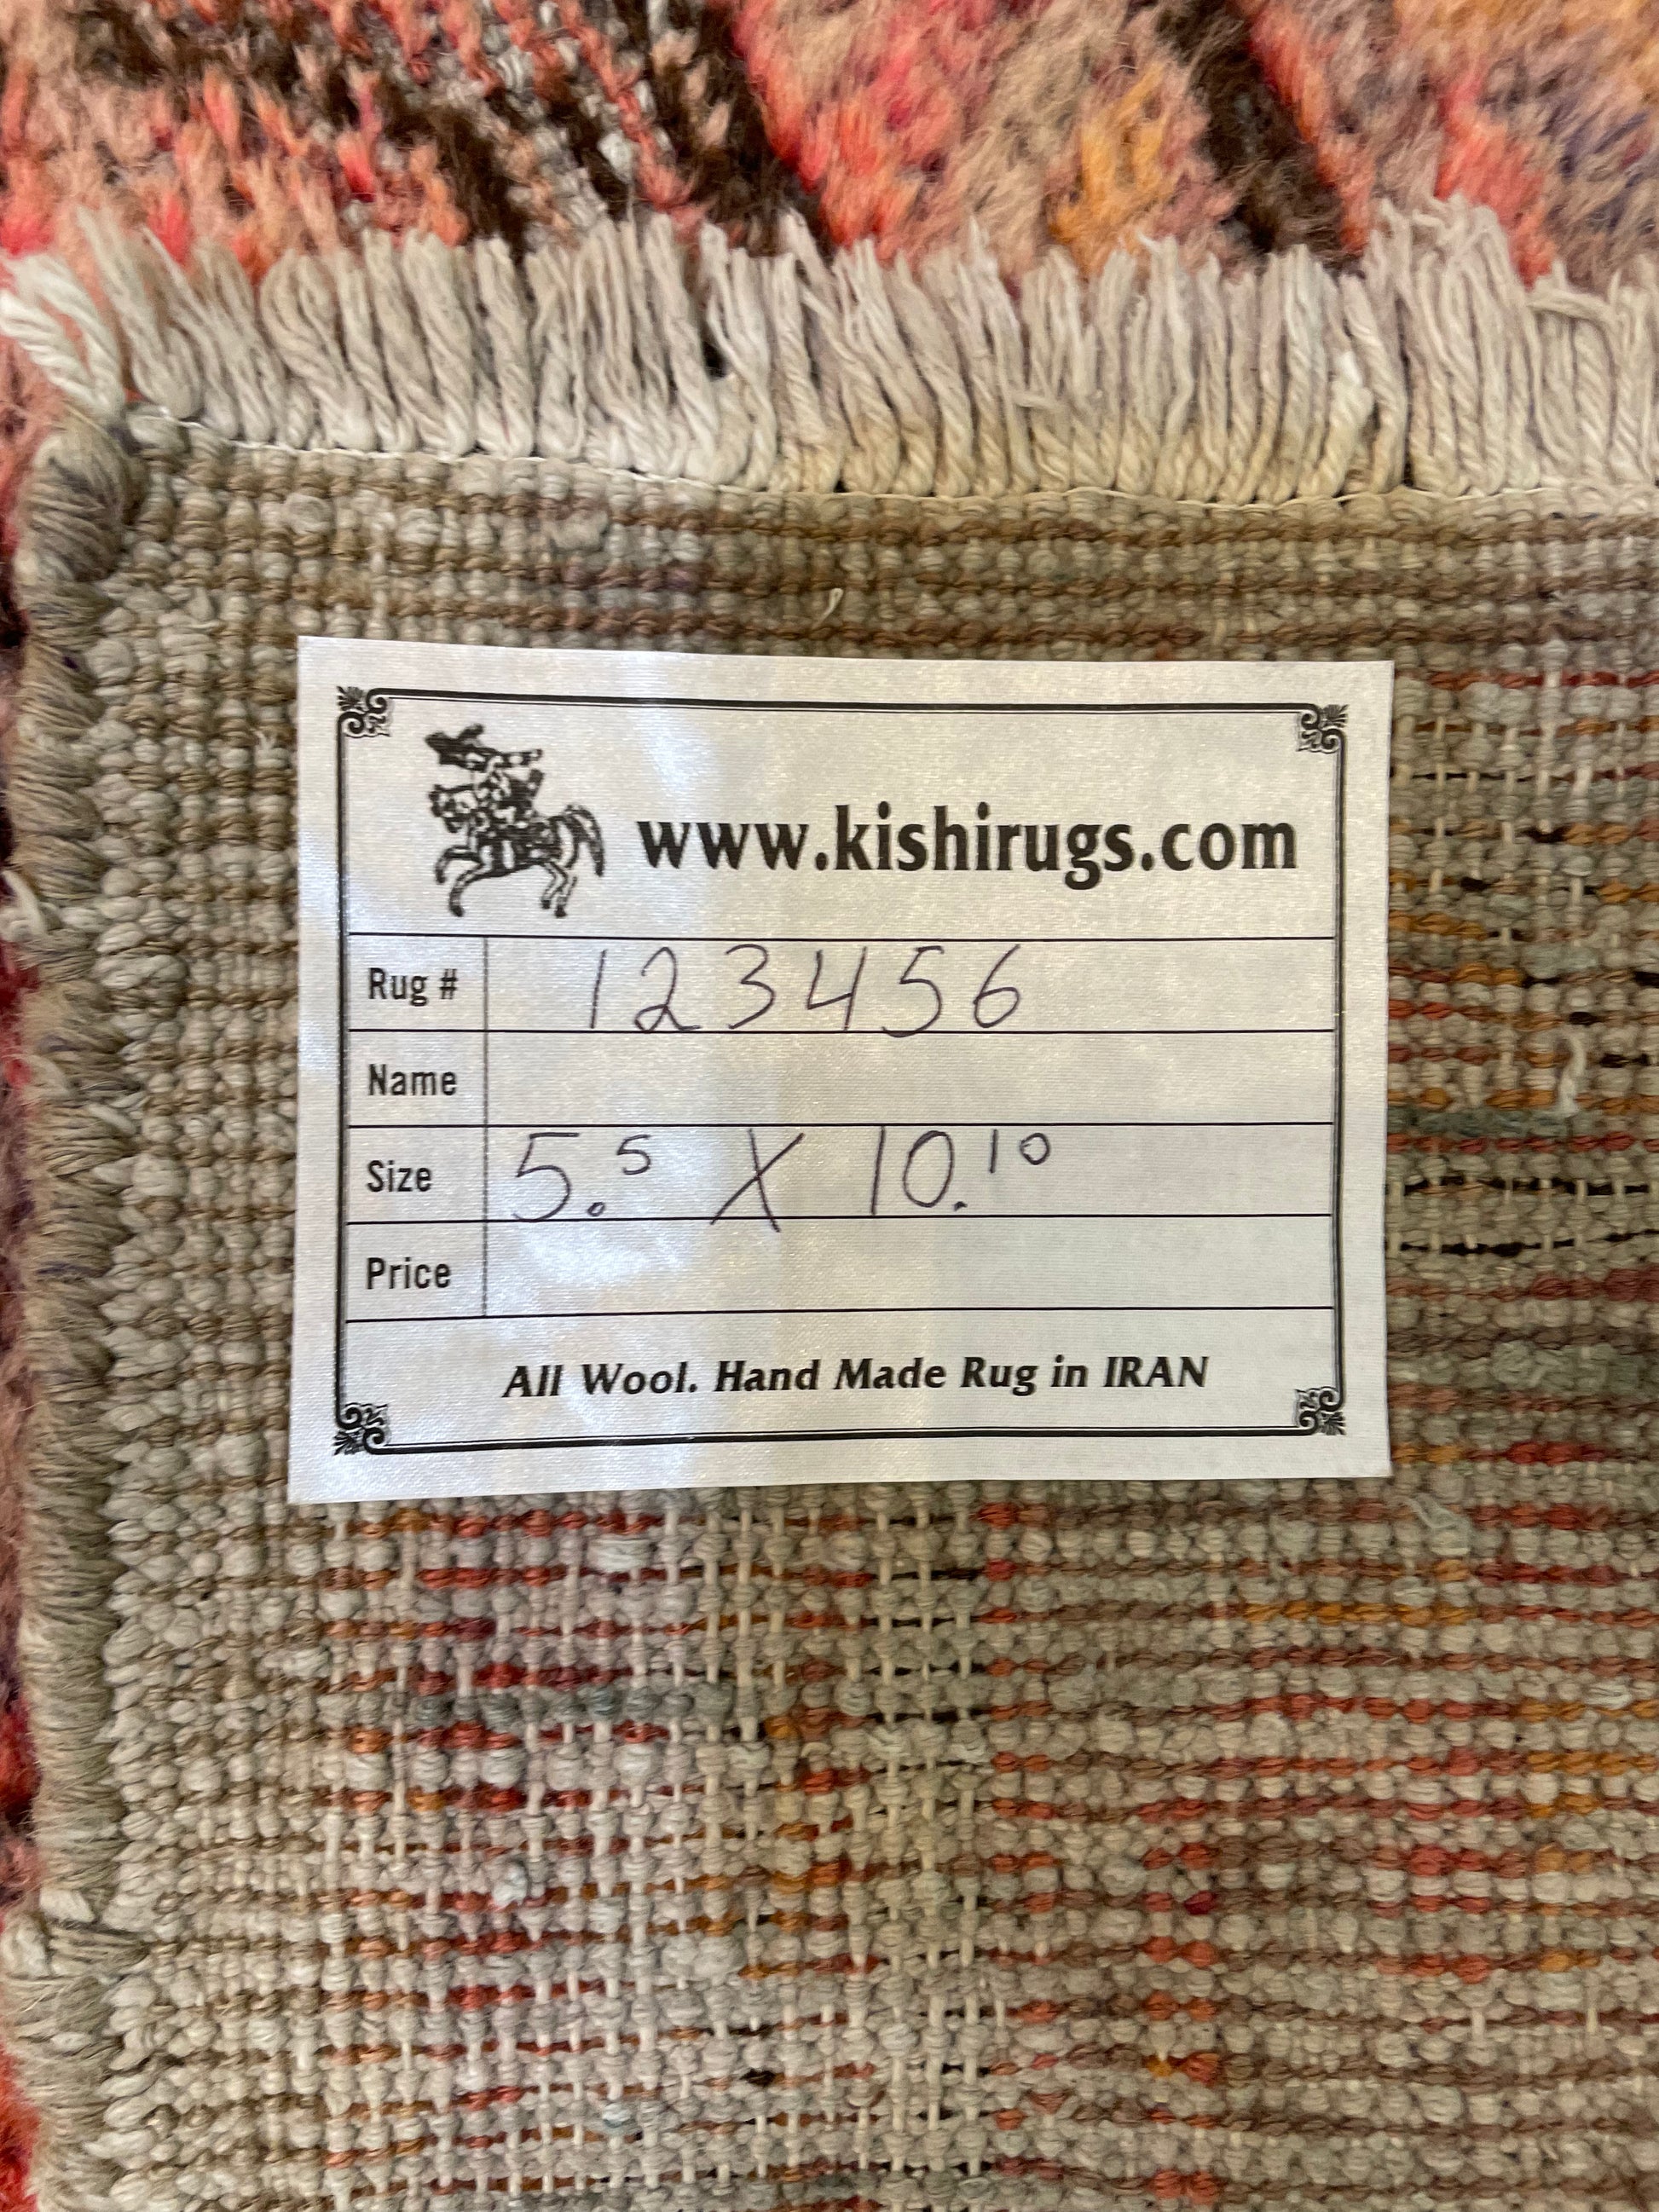 www.kishirugs.com
Rug # 123456
Name
Size 5.5 X 10.10
Price
All Wool. Hand Made Rug in IRAN